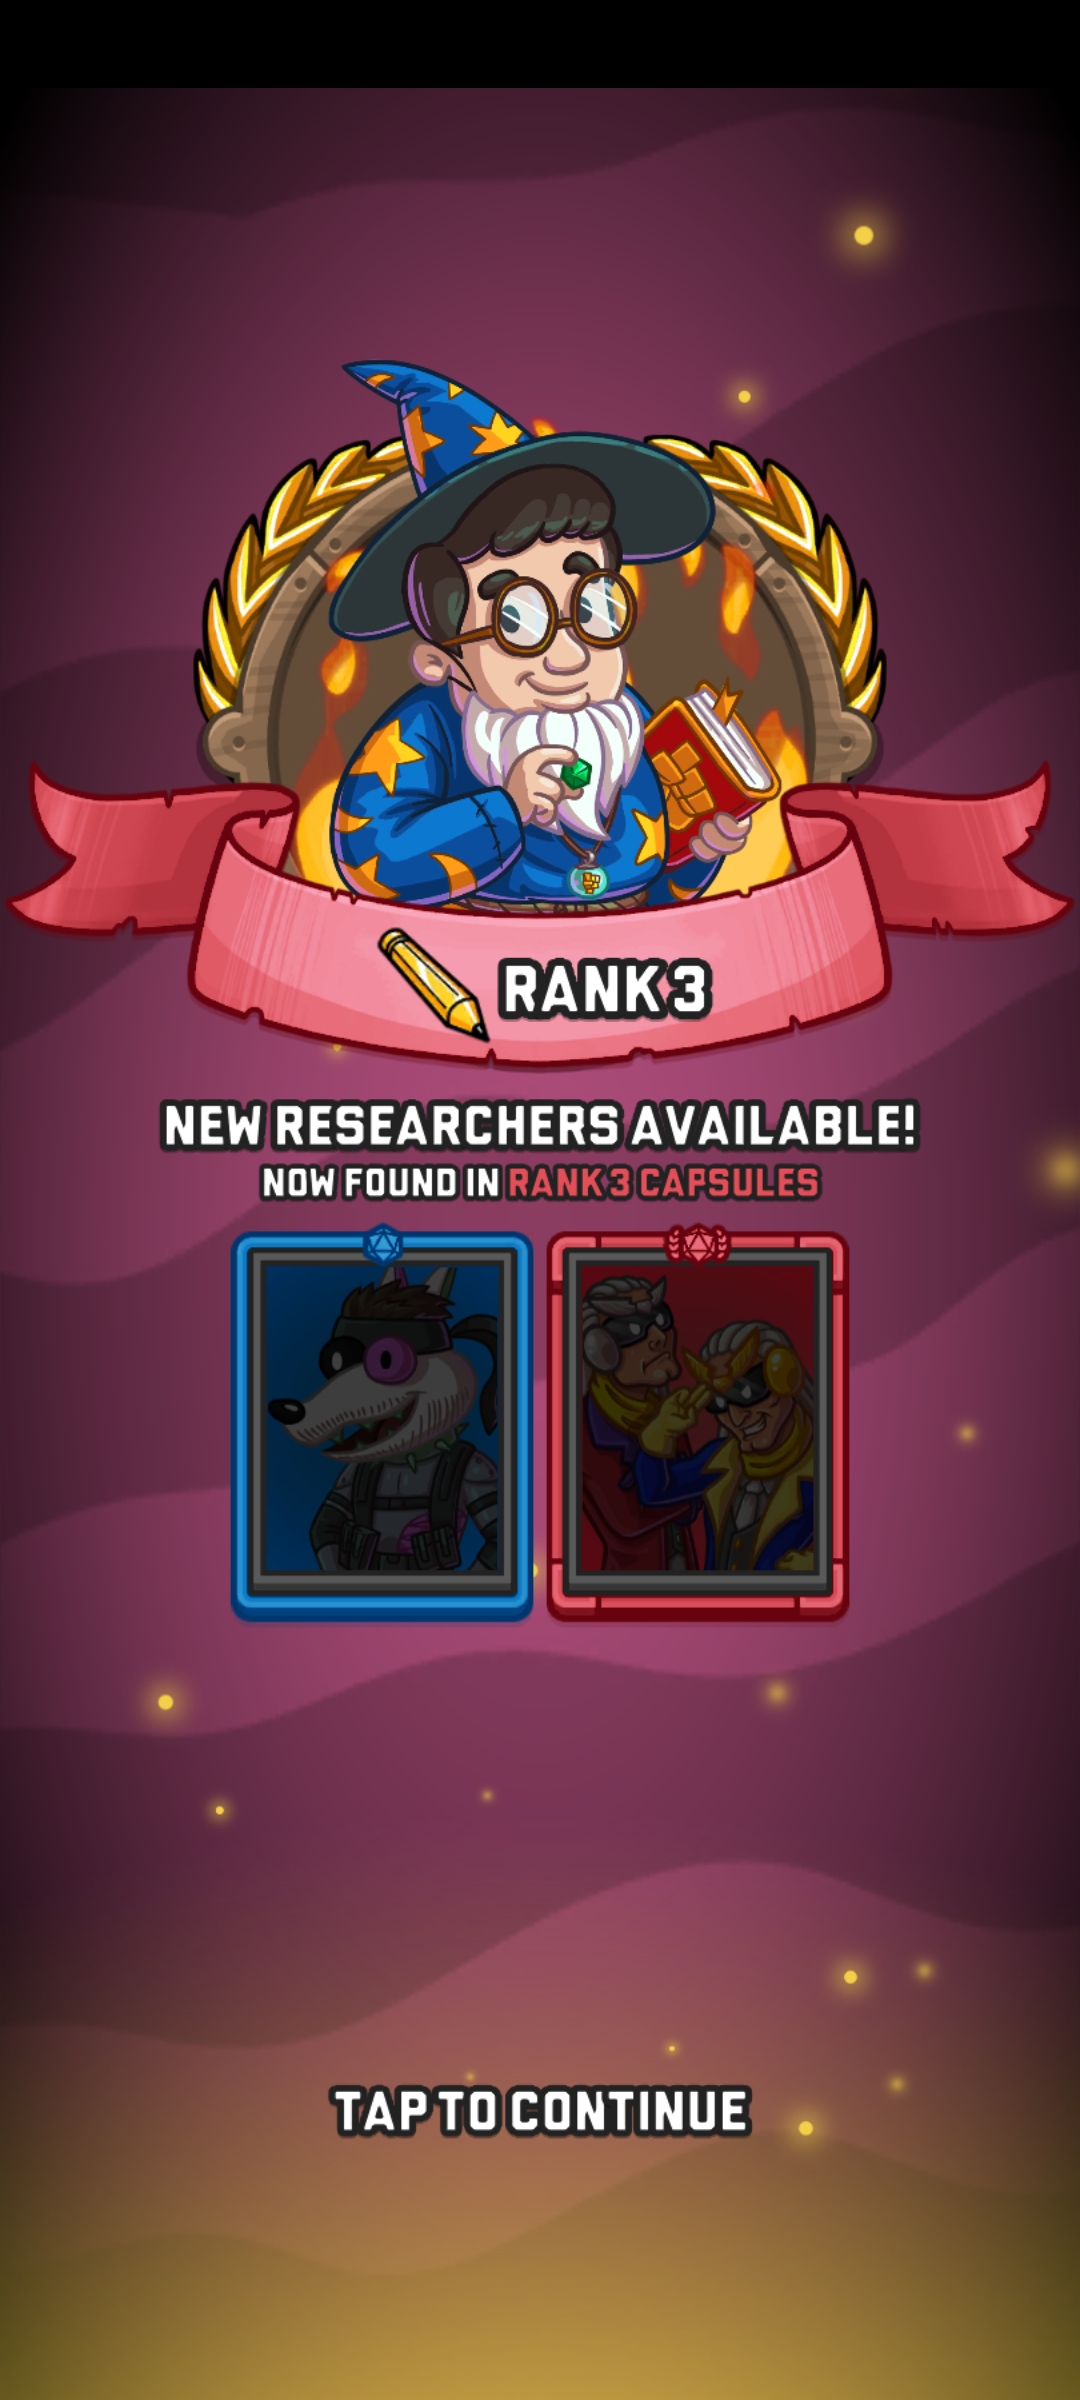 RANK 3
NEW RESEARCHERS AVAILABLE!
NOW FOUND IN RANK 3 CAPSULES
TAP TO CONTINUE